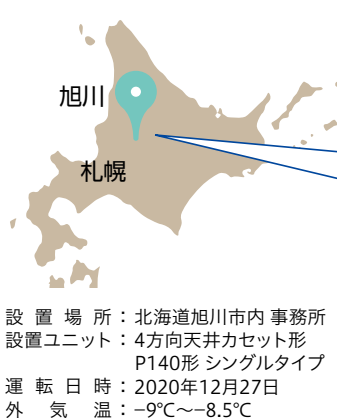 旭川
札幌
設置場所：北海道旭川市内 事務所
設置ユニット：4方向天井カセット形
P140形 シングルタイプ
運転日時：2020年12月27日
外気温：−9℃〜−8.5℃